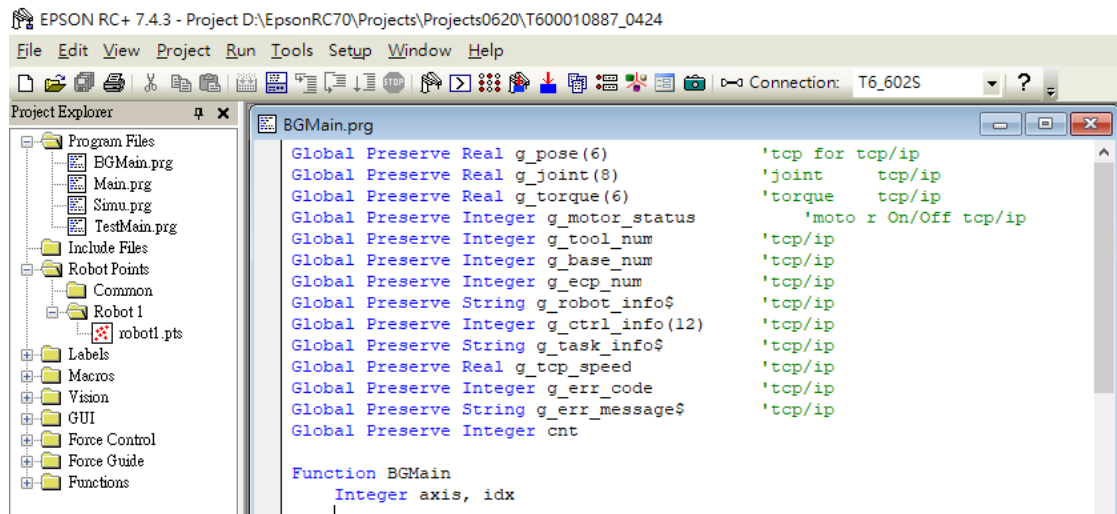 EPSON RC+ 7.4.3 - Project D:\EpsonRC70\Projects\Projects0620\T600010887_0424
File Edit View Project Run Tools Setup Window Help
STOP Connection: T6_602S ?
Project Explorer
Program Files
BGMain.prg
Main.prg
Simu.prg
TestMain.prg
Include Files
Robot Points
Common
Robot 1
robot1.pts
Labels
Macros
Vision
GUI
Force Control
Force Guide
Functions
BGMain.prg
Global Preserve Real g_pose(6) 'tcp for tcp/ip
Global Preserve Real g_joint(8) 'joint tcp/ip
Global Preserve Real g_torque(6) 'torque tcp/ip
Global Preserve Integer g_motor_status 'moto r On/Off tcp/ip
Global Preserve Integer g_tool_num 'tcp/ip
Global Preserve Integer g_base_num 'tcp/ip
Global Preserve Integer g_ecp_num 'tcp/ip
Global Preserve String g_robot_info$ 'tcp/ip
Global Preserve Integer g_ctrl_info(12) 'tcp/ip
Global Preserve String g_task_info$ 'tcp/ip
Global Preserve Real g_tcp_speed 'tcp/ip
Global Preserve Integer g_err_code 'tcp/ip
Global Preserve String g_err_message$ 'tcp/ip
Global Preserve Integer cnt
Function BGMain
Integer axis, idx